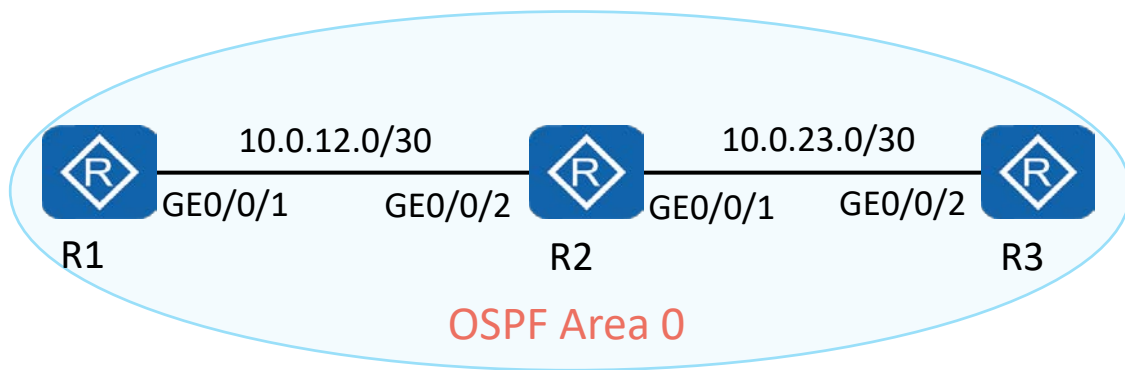 10.0.12.0/30
10.0.23.0/30
R
R
R
GE0/0/1
GE0/0/2
GE0/0/1
GE0/0/2
R1
R2
R3
OSPF Area 0